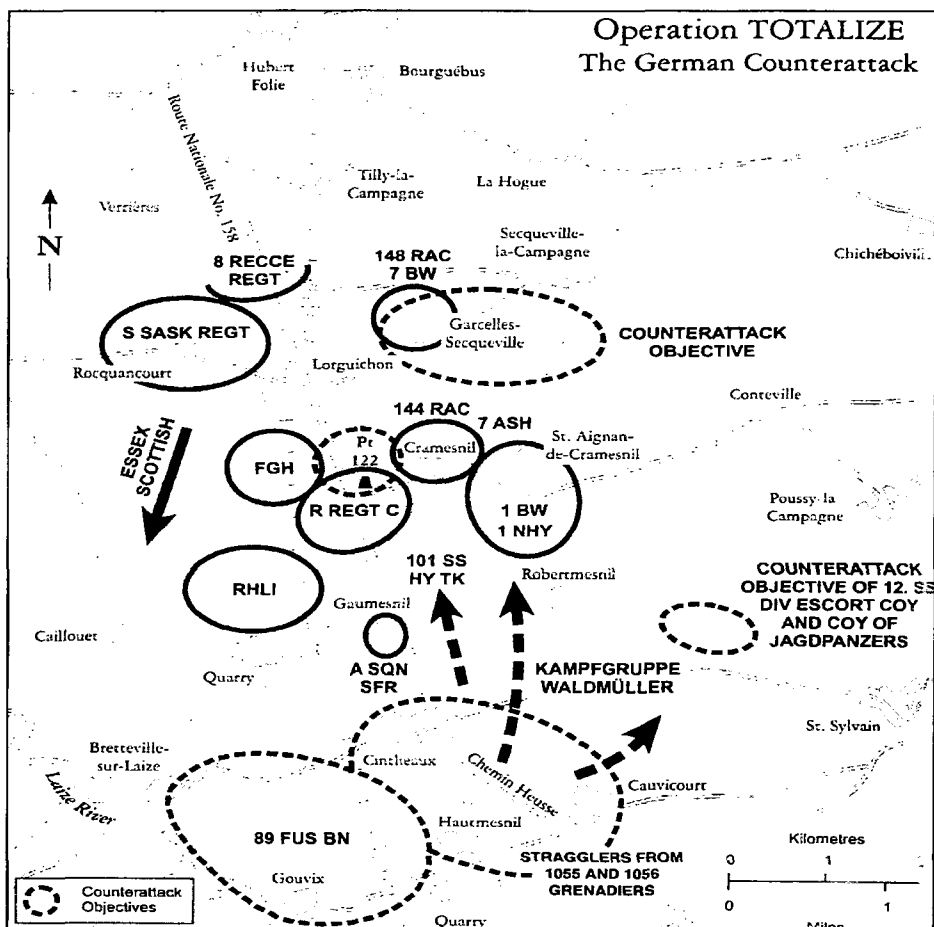 Operation TOTALIZE
The German Counterattack
Hubert
Folie
Bourguébus
Route Nationale No. 158
Tilly-la-
Campagne
La Hogue
Verrières
N
Secqueville-
la-Campagne
Chichéboivill.
8 RECCE
REGT
148 RAC
7 BW
S SASK REGT
Garcelles-
Secqueville
COUNTERATTACK
OBJECTIVE
Rocquancourt
Lorguichon
Conteville
144 RAC
7 ASH
ESSEX
SCOTTISH
FGH
Pt
122
Cramesnil
St. Aignan-
de-Cramesnil
R REGT C
1 BW
1 NHY
Poussy-la
Campagne
101 SS
HY TK
Robertmesnil
COUNTERATTACK
OBJECTIVE OF 12. SS
DIV ESCORT COY
AND COY OF
JAGDPANZERS
RHLI
Gaumesnil
Caillouet
Quarry
A SQN
SFR
KAMPFGRUPPE
WALDMÜLLER
St. Sylvain
Bretteville-
sur-Laize
Cintheaux
Chemin Heusse
Cauvicourt
Laize River
Hautmesnil
89 FUS BN
Gouvix
STRAGGLERS FROM
1055 AND 1056
GRENADIERS
Kilometres
0 1
0 1
Miles
Counterattack
Objectives
Quarry